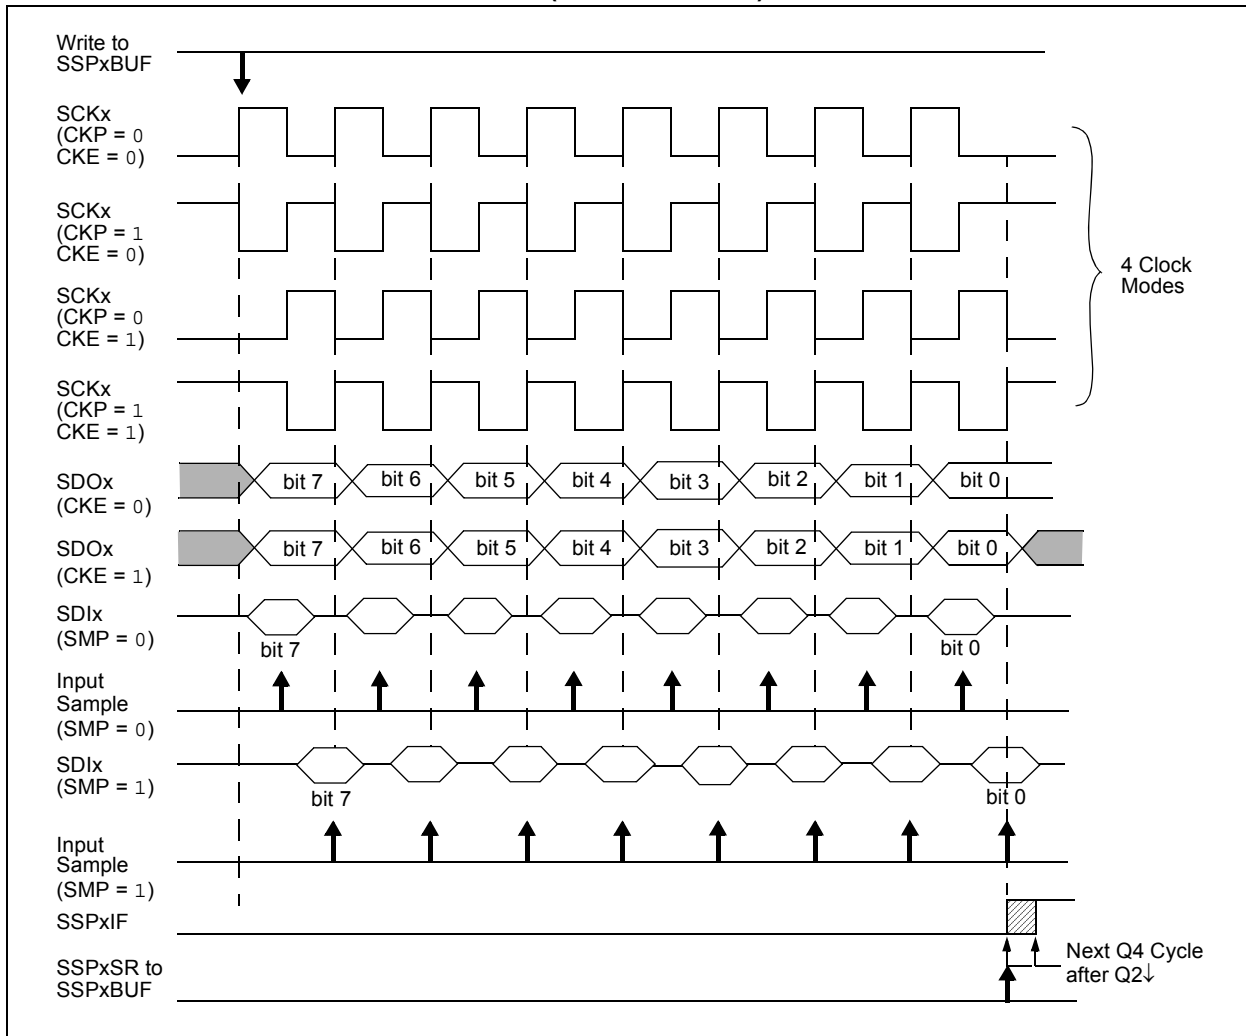 Write to
SSPxBUF
SCKx
(CKP = 0
CKE = 0)
SCKx
(CKP = 1
CKE = 0)
4 Clock
Modes
SCKx
(CKP = 0
CKE = 1)
SCKx
(CKP = 1
CKE = 1)
SDOx
(CKE = 0)
bit 7 bit 6 bit 5 bit 4 bit 3 bit 2 bit 1 bit 0
SDOx
(CKE = 1)
bit 7 bit 6 bit 5 bit 4 bit 3 bit 2 bit 1 bit 0
SDIx
(SMP = 0)
bit 7 bit 0
Input
Sample
(SMP = 0)
SDIx
(SMP = 1)
bit 7 bit 0
Input
Sample
(SMP = 1)
SSPxIF
Next Q4 Cycle
after Q2↓
SSPxSR to
SSPxBUF